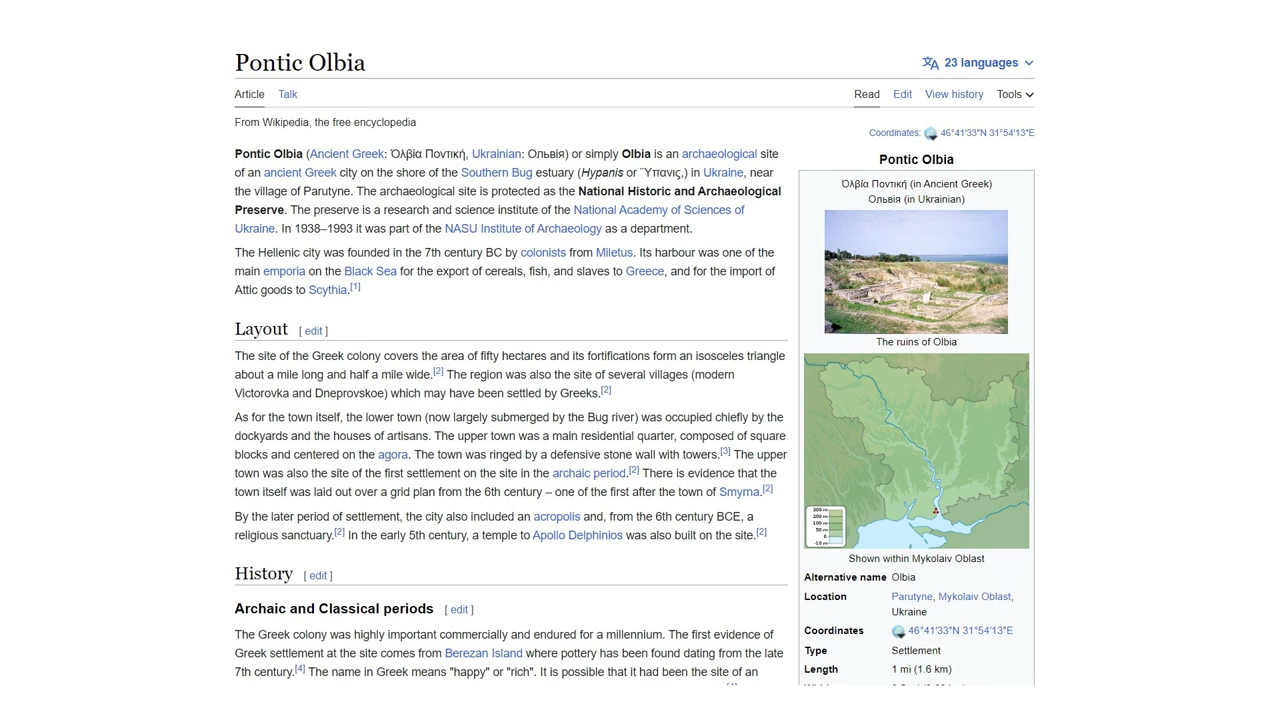 Pontic Olbia
23 languages
Article Talk
Read Edit View history Tools
From Wikipedia, the free encyclopedia
Coordinates: 46°41′33″N 31°54′13″E
Pontic Olbia (Ancient Greek: Ὀλβία Ποντική, Ukrainian: Ольвія) or simply Olbia is an archaeological site
of an ancient Greek city on the shore of the Southern Bug estuary (Hypanis or Ὕπανις,) in Ukraine, near
the village of Parutyne. The archaeological site is protected as the National Historic and Archaeological
Preserve. The preserve is a research and science institute of the National Academy of Sciences of
Ukraine. In 1938–1993 it was part of the NASU Institute of Archaeology as a department.
The Hellenic city was founded in the 7th century BC by colonists from Miletus. Its harbour was one of the
main emporia on the Black Sea for the export of cereals, fish, and slaves to Greece, and for the import of
Attic goods to Scythia.[1]
Layout [ edit ]
The site of the Greek colony covers the area of fifty hectares and its fortifications form an isosceles triangle
about a mile long and half a mile wide.[2] The region was also the site of several villages (modern
Victorovka and Dneprovskoe) which may have been settled by Greeks.[2]
As for the town itself, the lower town (now largely submerged by the Bug river) was occupied chiefly by the
dockyards and the houses of artisans. The upper town was a main residential quarter, composed of square
blocks and centered on the agora. The town was ringed by a defensive stone wall with towers.[3] The upper
town was also the site of the first settlement on the site in the archaic period.[2] There is evidence that the
town itself was laid out over a grid plan from the 6th century – one of the first after the town of Smyrna.[2]
By the later period of settlement, the city also included an acropolis and, from the 6th century BCE, a
religious sanctuary.[2] In the early 5th century, a temple to Apollo Delphinios was also built on the site.[2]
History [ edit ]
Archaic and Classical periods [ edit ]
The Greek colony was highly important commercially and endured for a millennium. The first evidence of
Greek settlement at the site comes from Berezan Island where pottery has been found dating from the late
7th century.[4] The name in Greek means "happy" or "rich". It is possible that it had been the site of an
Pontic Olbia
Ὀλβία Ποντική (in Ancient Greek)
Ольвія (in Ukrainian)
The ruins of Olbia
300 m
200 m
100 m
50 m
0
-10 m
Shown within Mykolaiv Oblast
Alternative name Olbia
Location Parutyne, Mykolaiv Oblast,
Ukraine
Coordinates 46°41′33″N 31°54′13″E
Type Settlement
Length 1 mi (1.6 km)